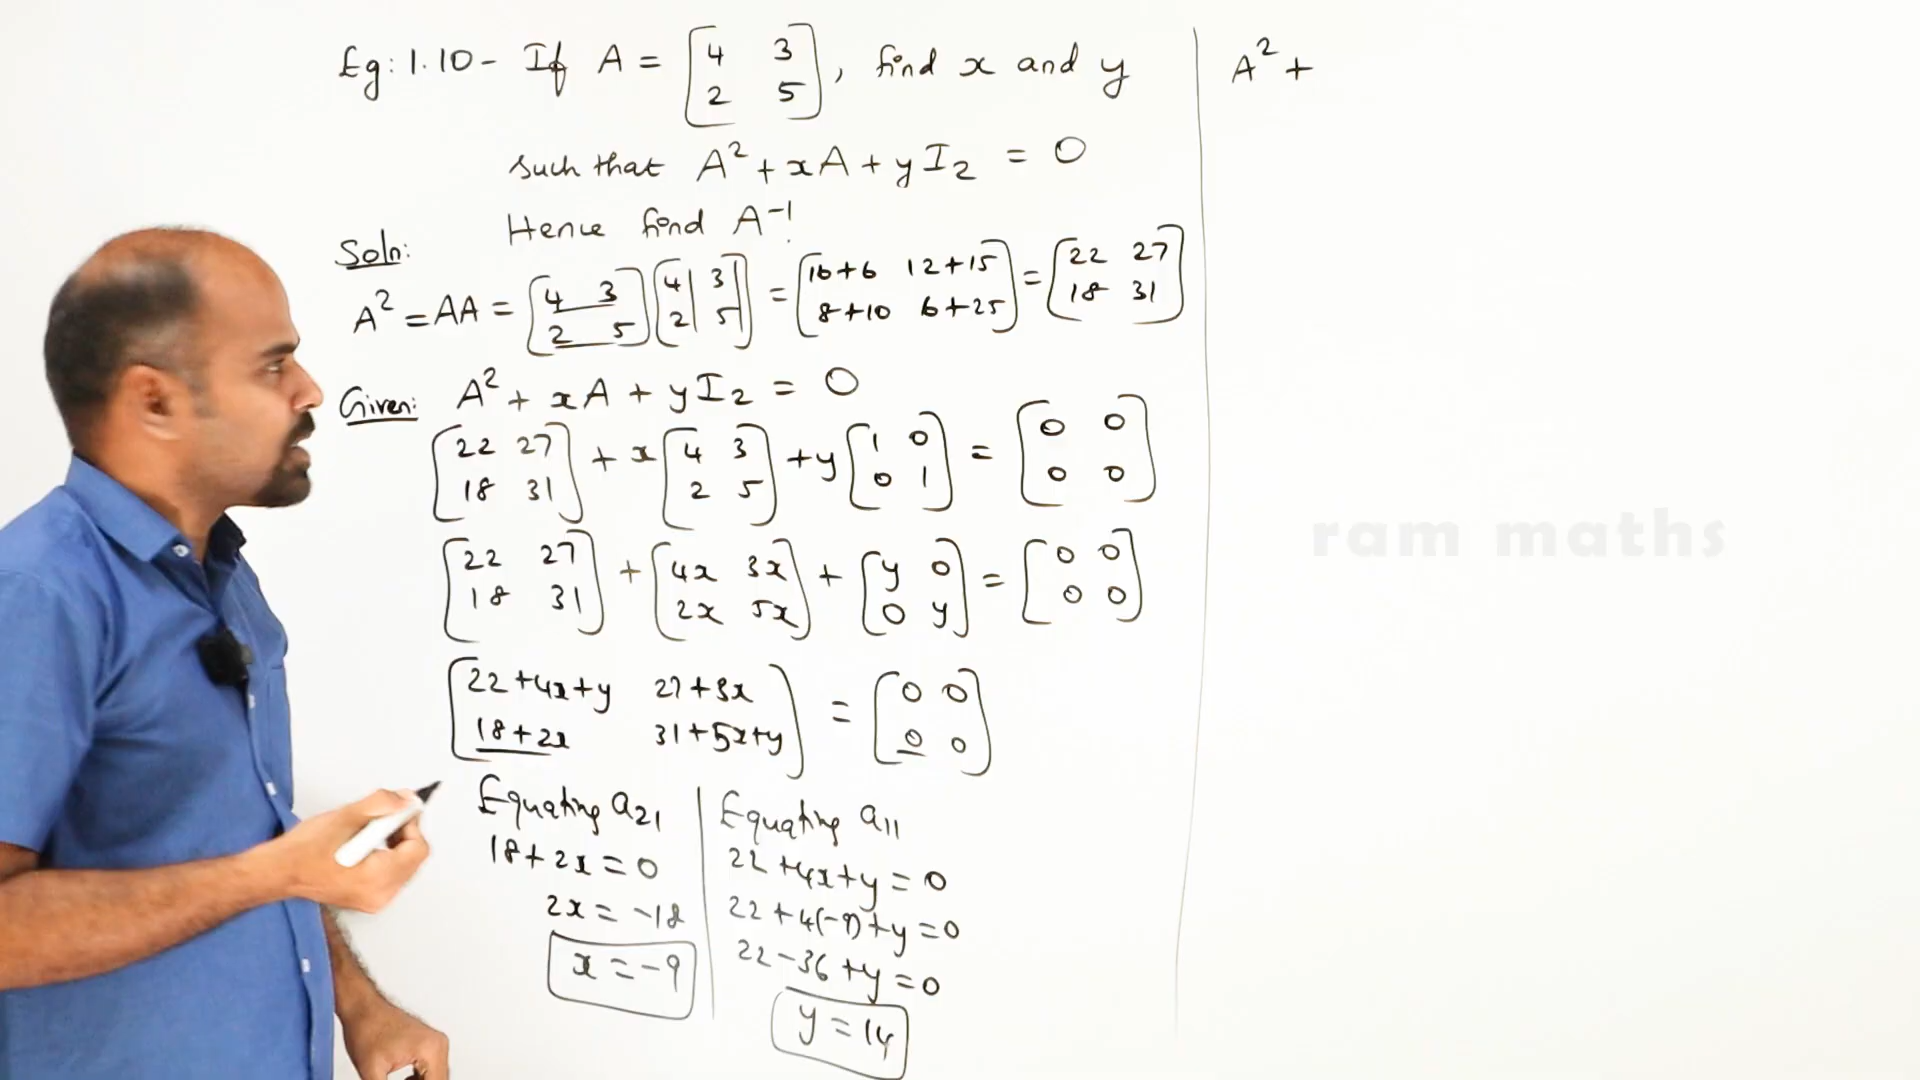 Eg: 1.10 - If A = [4 3; 2 5], find x and y
such that A² + xA + yI₂ = 0
Hence find A⁻¹.
Soln:
A² = AA = [4 3; 2 5] [4 3; 2 5] = [16+6 12+15; 8+10 6+25] = [22 27; 18 31]
Given: A² + xA + yI₂ = 0
[22 27; 18 31] + x [4 3; 2 5] + y [1 0; 0 1] = [0 0; 0 0]
[22 27; 18 31] + [4x 3x; 2x 5x] + [y 0; 0 y] = [0 0; 0 0]
[22+4x+y 27+3x; 18+2x 31+5x+y] = [0 0; 0 0]
Equating a₂₁
18+2x = 0
2x = -18
x = -9
Equating a₁₁
22+4x+y = 0
22+4(-9)+y = 0
22-36+y = 0
y = 14
A² +
ram maths